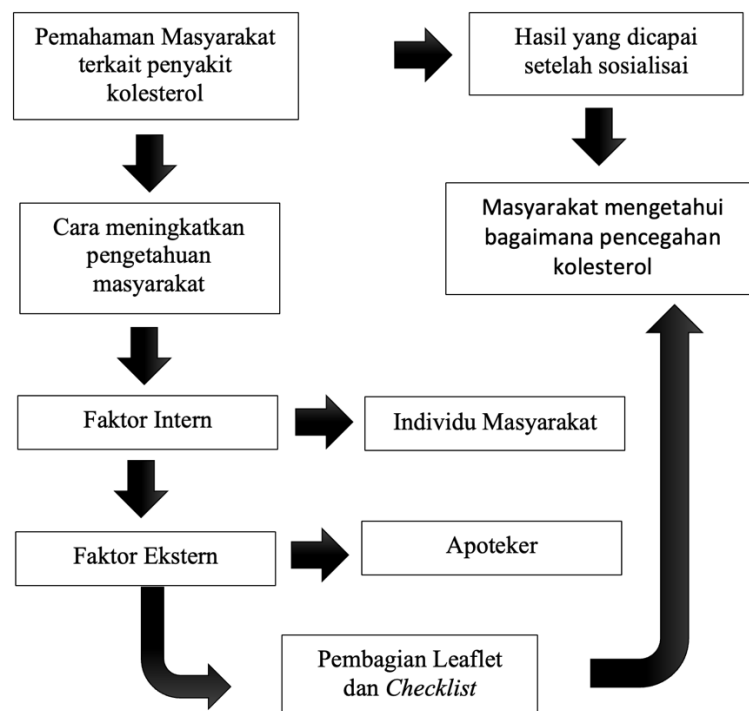 Pemahaman Masyarakat
terkait penyakit
kolesterol
Hasil yang dicapai
setelah sosialisai
Cara meningkatkan
pengetahuan
masyarakat
Masyarakat mengetahui
bagaimana pencegahan
kolesterol
Faktor Intern
Individu Masyarakat
Faktor Ekstern
Apoteker
Pembagian Leaflet
dan Checklist